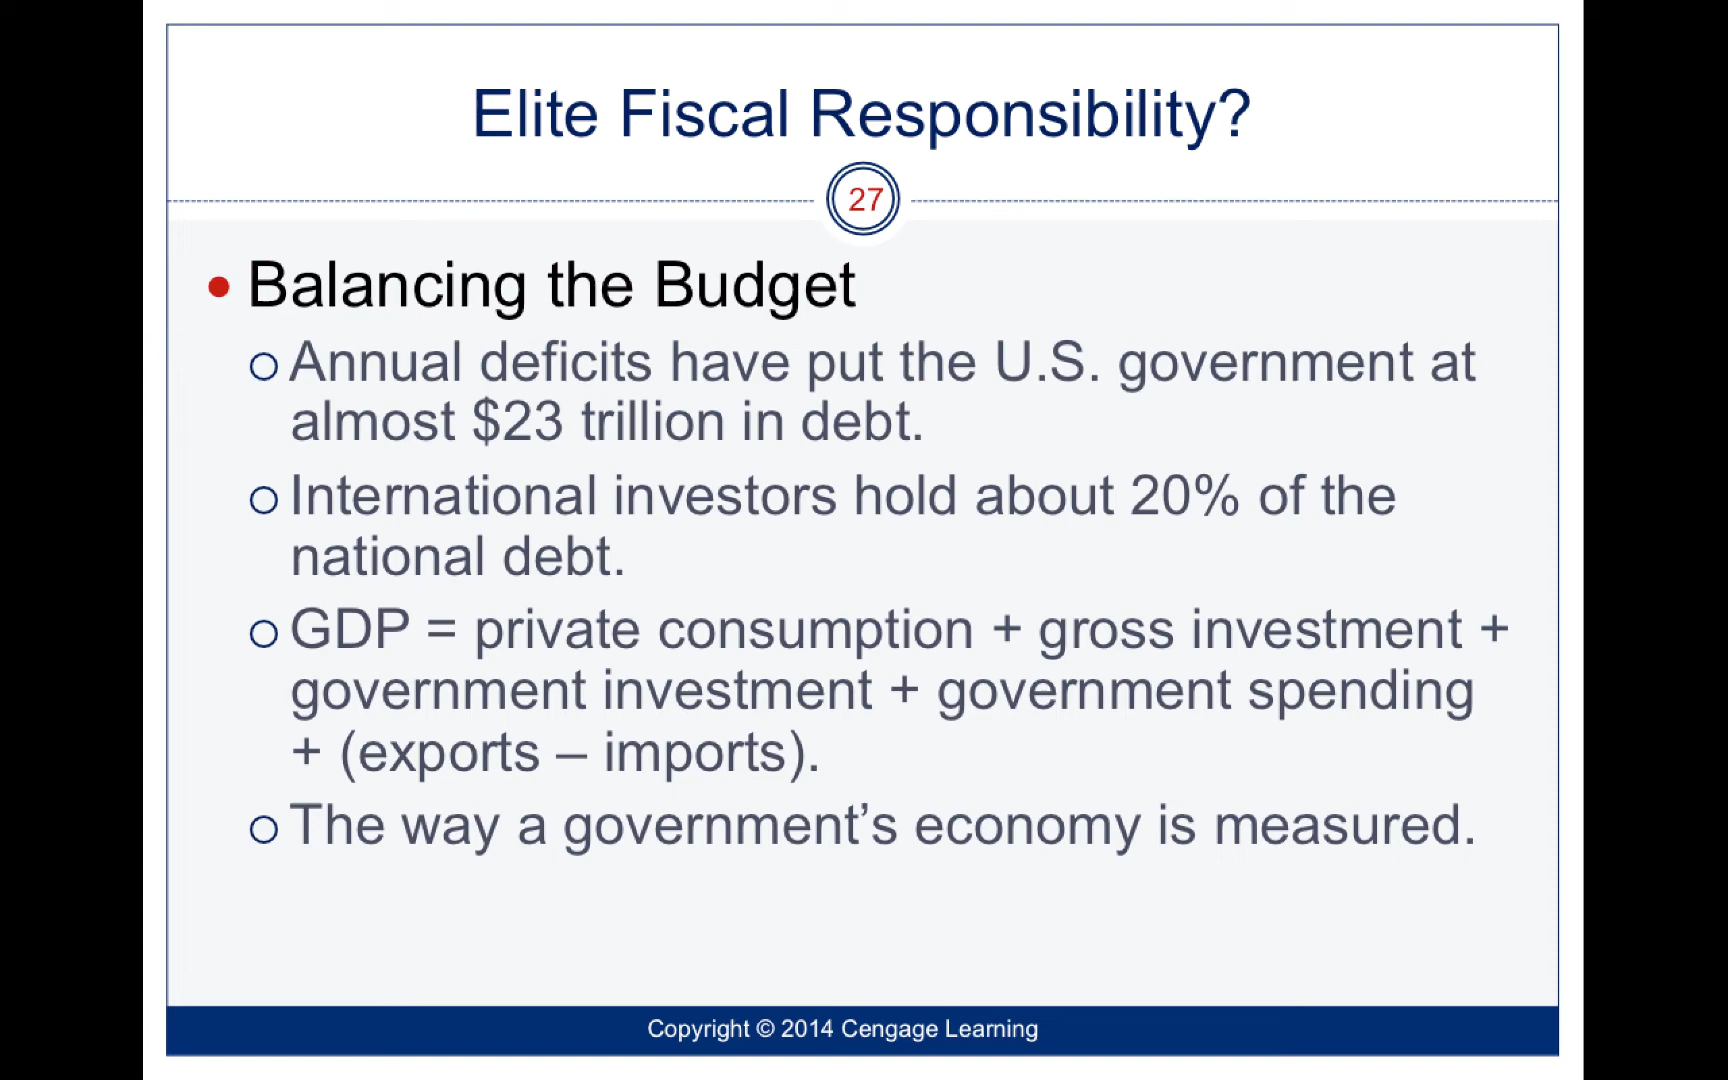 Elite Fiscal Responsibility?
27
• Balancing the Budget
○ Annual deficits have put the U.S. government at
almost $23 trillion in debt.
○ International investors hold about 20% of the
national debt.
○ GDP = private consumption + gross investment +
government investment + government spending
+ (exports – imports).
○ The way a government’s economy is measured.
Copyright © 2014 Cengage Learning